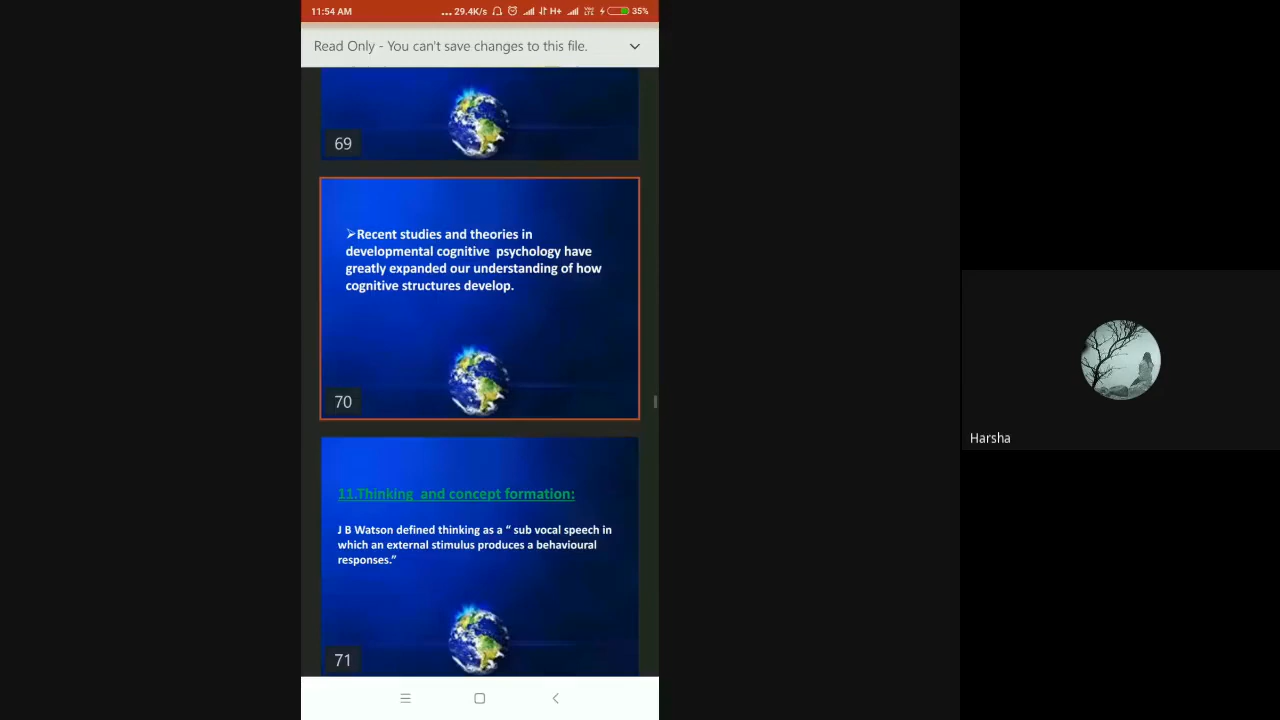 11:54 AM
... 29.4K/s
H+
35%
Read Only - You can't save changes to this file.
69
➢Recent studies and theories in
developmental cognitive psychology have
greatly expanded our understanding of how
cognitive structures develop.
70
11.Thinking and concept formation:
J B Watson defined thinking as a “ sub vocal speech in
which an external stimulus produces a behavioural
responses.”
71
Harsha